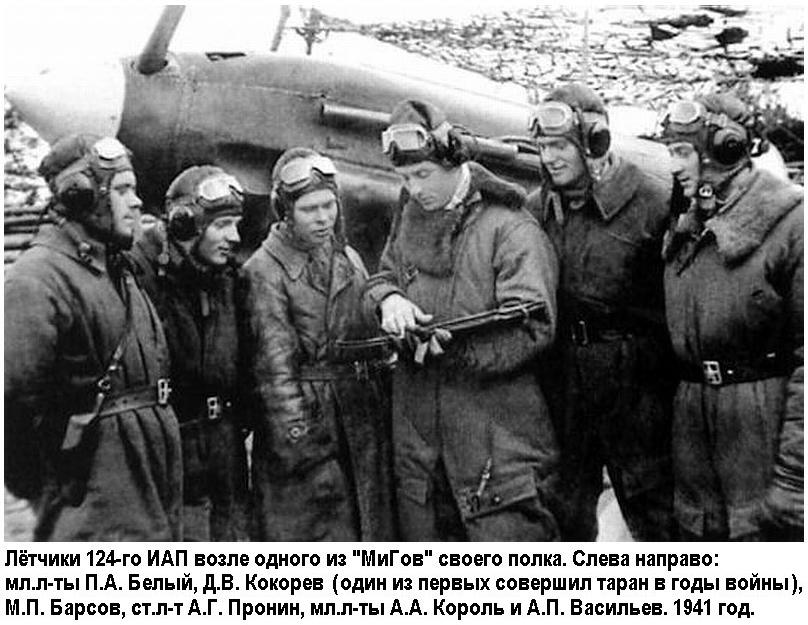 Лётчики 124-го ИАП возле одного из "МиГов" своего полка. Слева направо:
мл.л-ты П.А. Белый, Д.В. Кокорев (один из первых совершил таран в годы войны),
М.П. Барсов, ст.л-т А.Г. Пронин, мл.л-ты А.А. Король и А.П. Васильев. 1941 год.